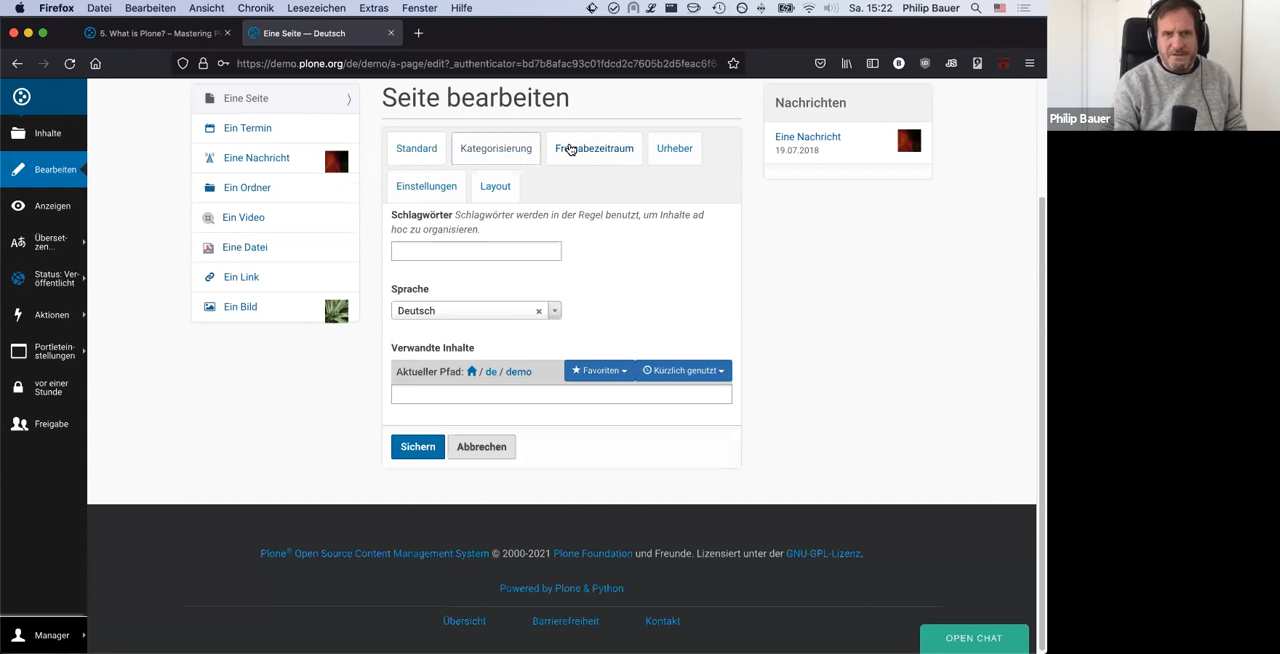 Firefox Datei Bearbeiten Ansicht Chronik Lesezeichen Extras Fenster Hilfe Sa. 15:22 Philip Bauer
5. What is Plone? – Mastering P
Eine Seite — Deutsch
https://demo.plone.org/de/demo/a-page/edit?_authenticator=bd7b8afac93c01fdcd2c7605b2d5feac6f6
Philip Bauer
Inhalte
Bearbeiten
Anzeigen
Überset-
zen...
Status: Ver-
öffentlicht
Aktionen
Portletein-
stellungen
vor einer
Stunde
Freigabe
Manager
Eine Seite
Ein Termin
Eine Nachricht
Ein Ordner
Ein Video
Eine Datei
Ein Link
Ein Bild
Seite bearbeiten
Standard Kategorisierung Freigabezeitraum Urheber
Einstellungen Layout
Schlagwörter Schlagwörter werden in der Regel benutzt, um Inhalte ad
hoc zu organisieren.
Sprache
Deutsch
Verwandte Inhalte
Aktueller Pfad: / de / demo Favoriten Kürzlich genutzt
Sichern Abbrechen
Nachrichten
Eine Nachricht
19.07.2018
Plone® Open Source Content Management System © 2000-2021 Plone Foundation und Freunde. Lizensiert unter der GNU-GPL-Lizenz.
Powered by Plone & Python
Übersicht Barrierefreiheit Kontakt
OPEN CHAT